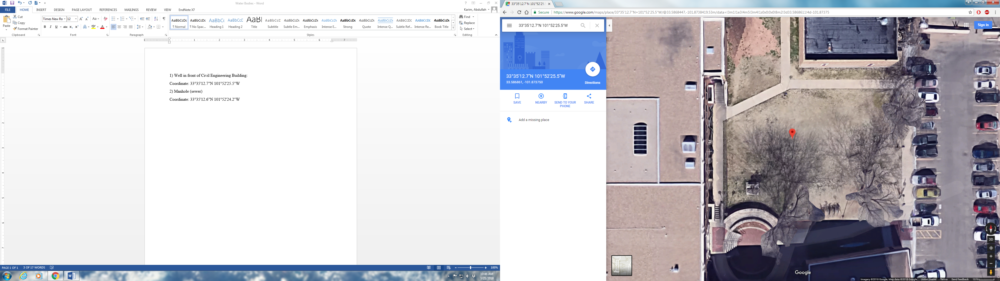 Water Bodies - Word
FILE HOME INSERT DESIGN PAGE LAYOUT REFERENCES MAILINGS REVIEW VIEW EndNote X7
Karim, Abdullah
Paste
Cut
Copy
Format Painter
Clipboard
Times New Ro 12
Font
Paragraph
AaBbCcDc AaBbCcDc AaBbCc AaBbCcD AaBl AaBbCcD AaBbCcDc AaBbCcDc AaBbCcDc AaBbCcDc AaBbCcDc AaBbCcDc AABBCCDC AABBCCDC AaBbCcDc
¶ Normal ¶ No Spac... Heading 1 Heading 2 Title Subtitle Subtle Em... Emphasis Intense E... Strong Quote Intense Q... Subtle Ref... Intense Re... Book Title
Styles
Find
Replace
Select
Editing
1) Well in front of Civil Engineering Building:
Coordinate: 33°35'12.7"N 101°52'25.5"W
2) Manhole (sewer)
Coordinate: 33°35'12.6"N 101°52'24.2"W
PAGE 1 OF 1 3 OF 17 WORDS
100%
10:46 AM
3/21/2018
33°35'12.7"N 101°52'25.5
Secure https://www.google.com/maps/place/33°35'12.7"N+101°52'25.5"W/@33.5868447,-101.8738419,53m/data=!3m1!1e3!4m5!3m4!1s0x0:0x0!8m2!3d33.5868611!4d-101.87375
33°35'12.7"N 101°52'25.5"W
Sign in
33°35'12.7"N 101°52'25.5"W
33.586861, -101.873750
Directions
SAVE
NEARBY
SEND TO YOUR PHONE
SHARE
Add a missing place
Map
Google
3D
Imagery ©2018 Google, Map data ©2018 Google United States Terms Send feedback 10 ft